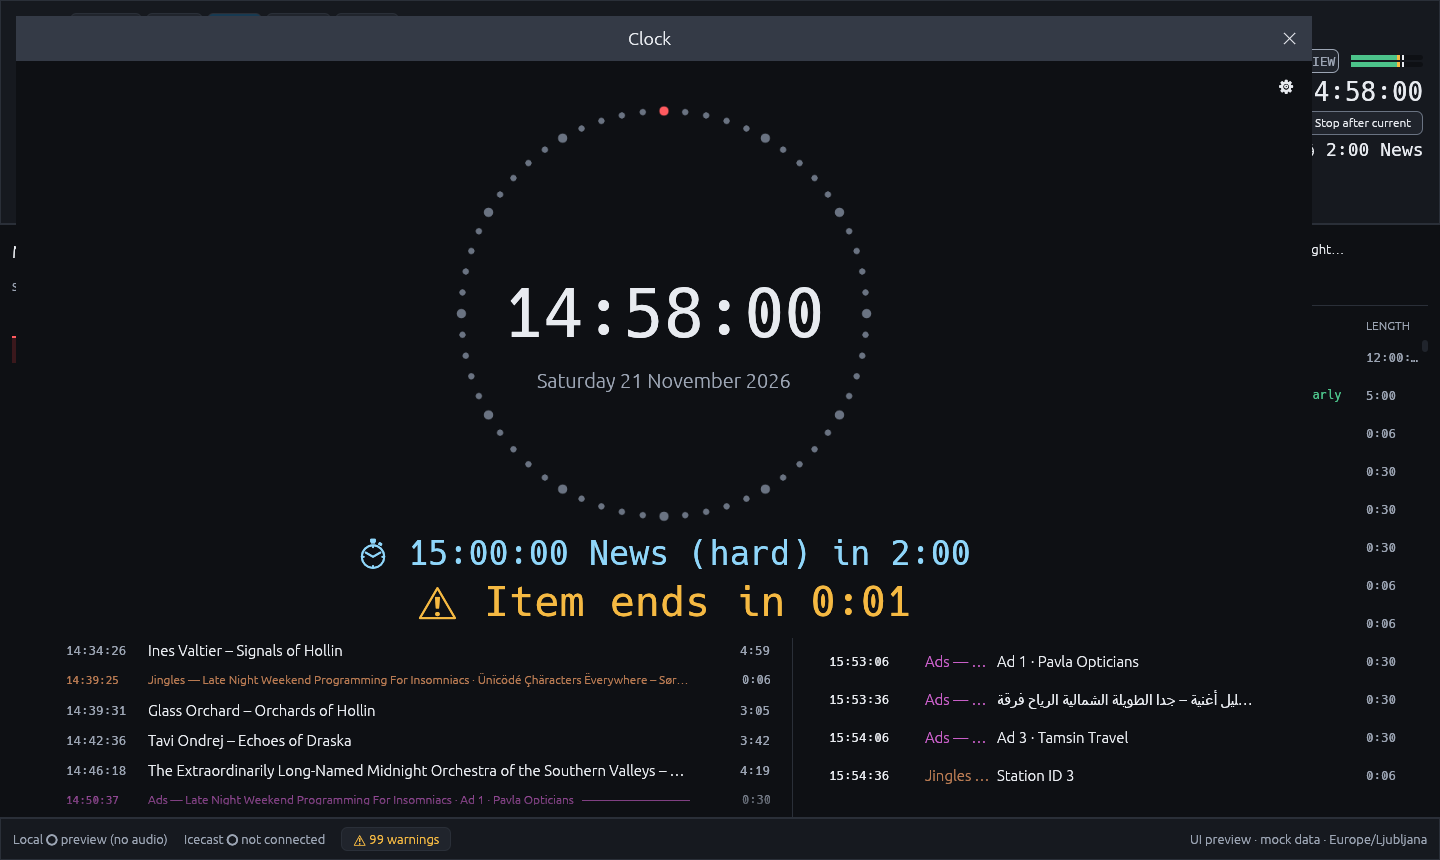 Clock
IEW
4:58:00
Stop after current
2:00 News
ght…
LENGTH
12:00:…
arly 5:00
0:06
0:30
0:30
0:30
0:06
0:06
14:58:00
Saturday 21 November 2026
15:00:00 News (hard) in 2:00
Item ends in 0:01
14:34:26 Ines Valtier – Signals of Hollin 4:59
14:39:25 Jingles — Late Night Weekend Programming For Insomniacs · Ünïcödé Çhäracters Ëverywhere – Sør… 0:06
14:39:31 Glass Orchard – Orchards of Hollin 3:05
14:42:36 Tavi Ondrej – Echoes of Draska 3:42
14:46:18 The Extraordinarily Long-Named Midnight Orchestra of the Southern Valleys – … 4:19
14:50:37 Ads — Late Night Weekend Programming For Insomniacs · Ad 1 · Pavla Opticians 0:30
15:53:06 Ads — … Ad 1 · Pavla Opticians 0:30
15:53:36 Ads — … فرقة الرياح الشمالية الطويلة جدا – أغنية ليل… 0:30
15:54:06 Ads — … Ad 3 · Tamsin Travel 0:30
15:54:36 Jingles … Station ID 3 0:06
Local preview (no audio) Icecast not connected 99 warnings UI preview · mock data · Europe/Ljubljana